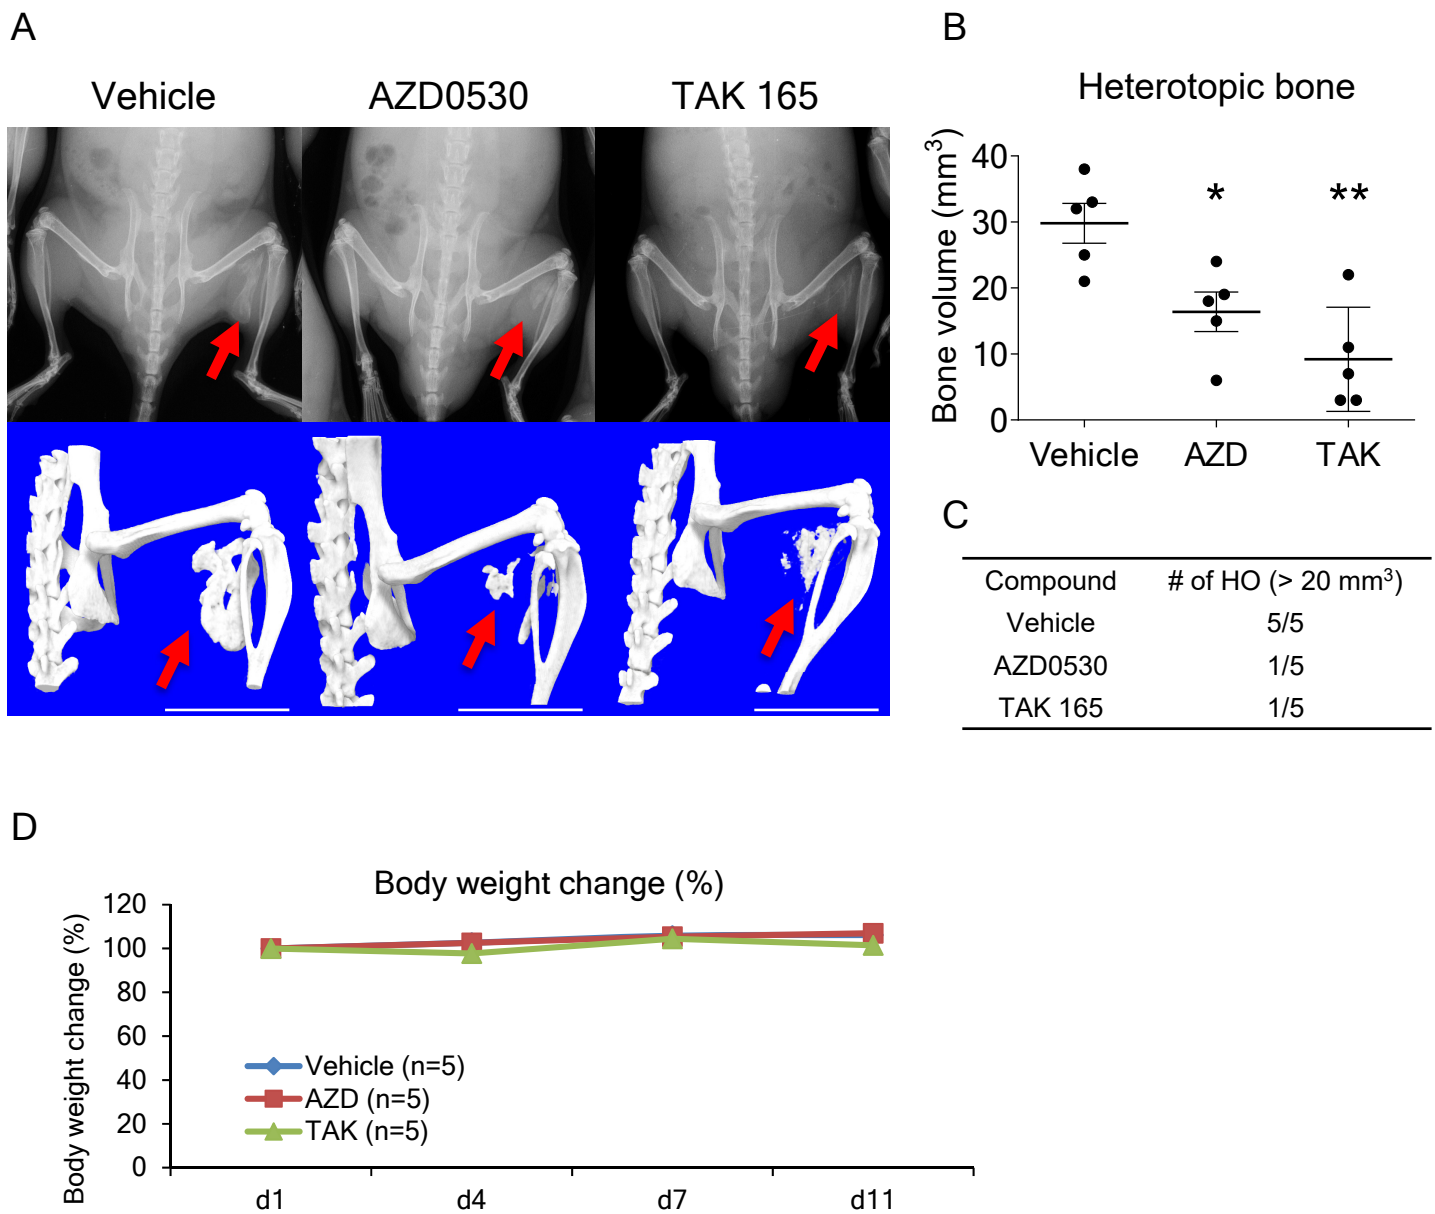 A
Vehicle AZD0530 TAK 165
B
Heterotopic bone
Bone volume (mm³)
40
30
20
10
0
* **
Vehicle AZD TAK
C
Compound # of HO (> 20 mm³)
Vehicle 5/5
AZD0530 1/5
TAK 165 1/5
D
Body weight change (%)
Body weight change (%)
120
100
80
60
40
20
0
Vehicle (n=5)
AZD (n=5)
TAK (n=5)
d1 d4 d7 d11